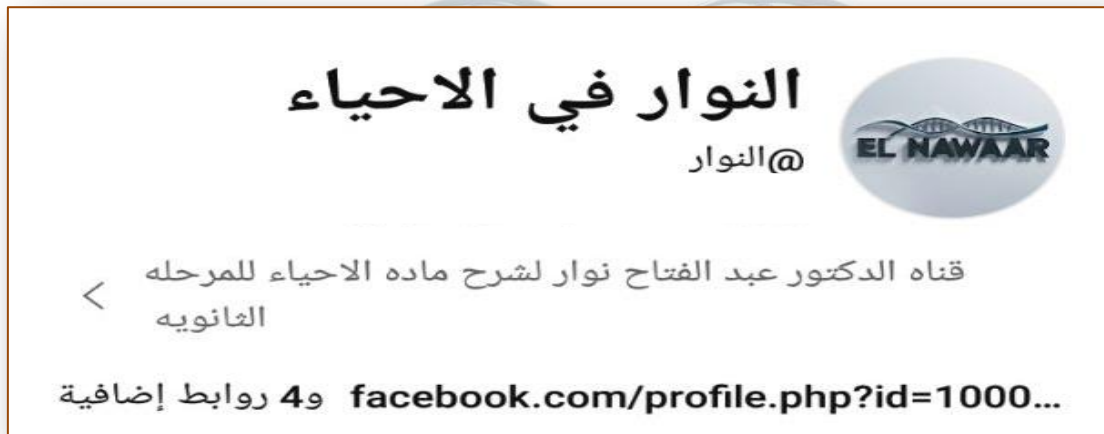 النوار في الاحياء
EL NAWAAR
@النوار
قناه الدكتور عبد الفتاح نوار لشرح ماده الاحياء للمرحله
الثانويه
facebook.com/profile.php?id=1000... و4 روابط إضافية